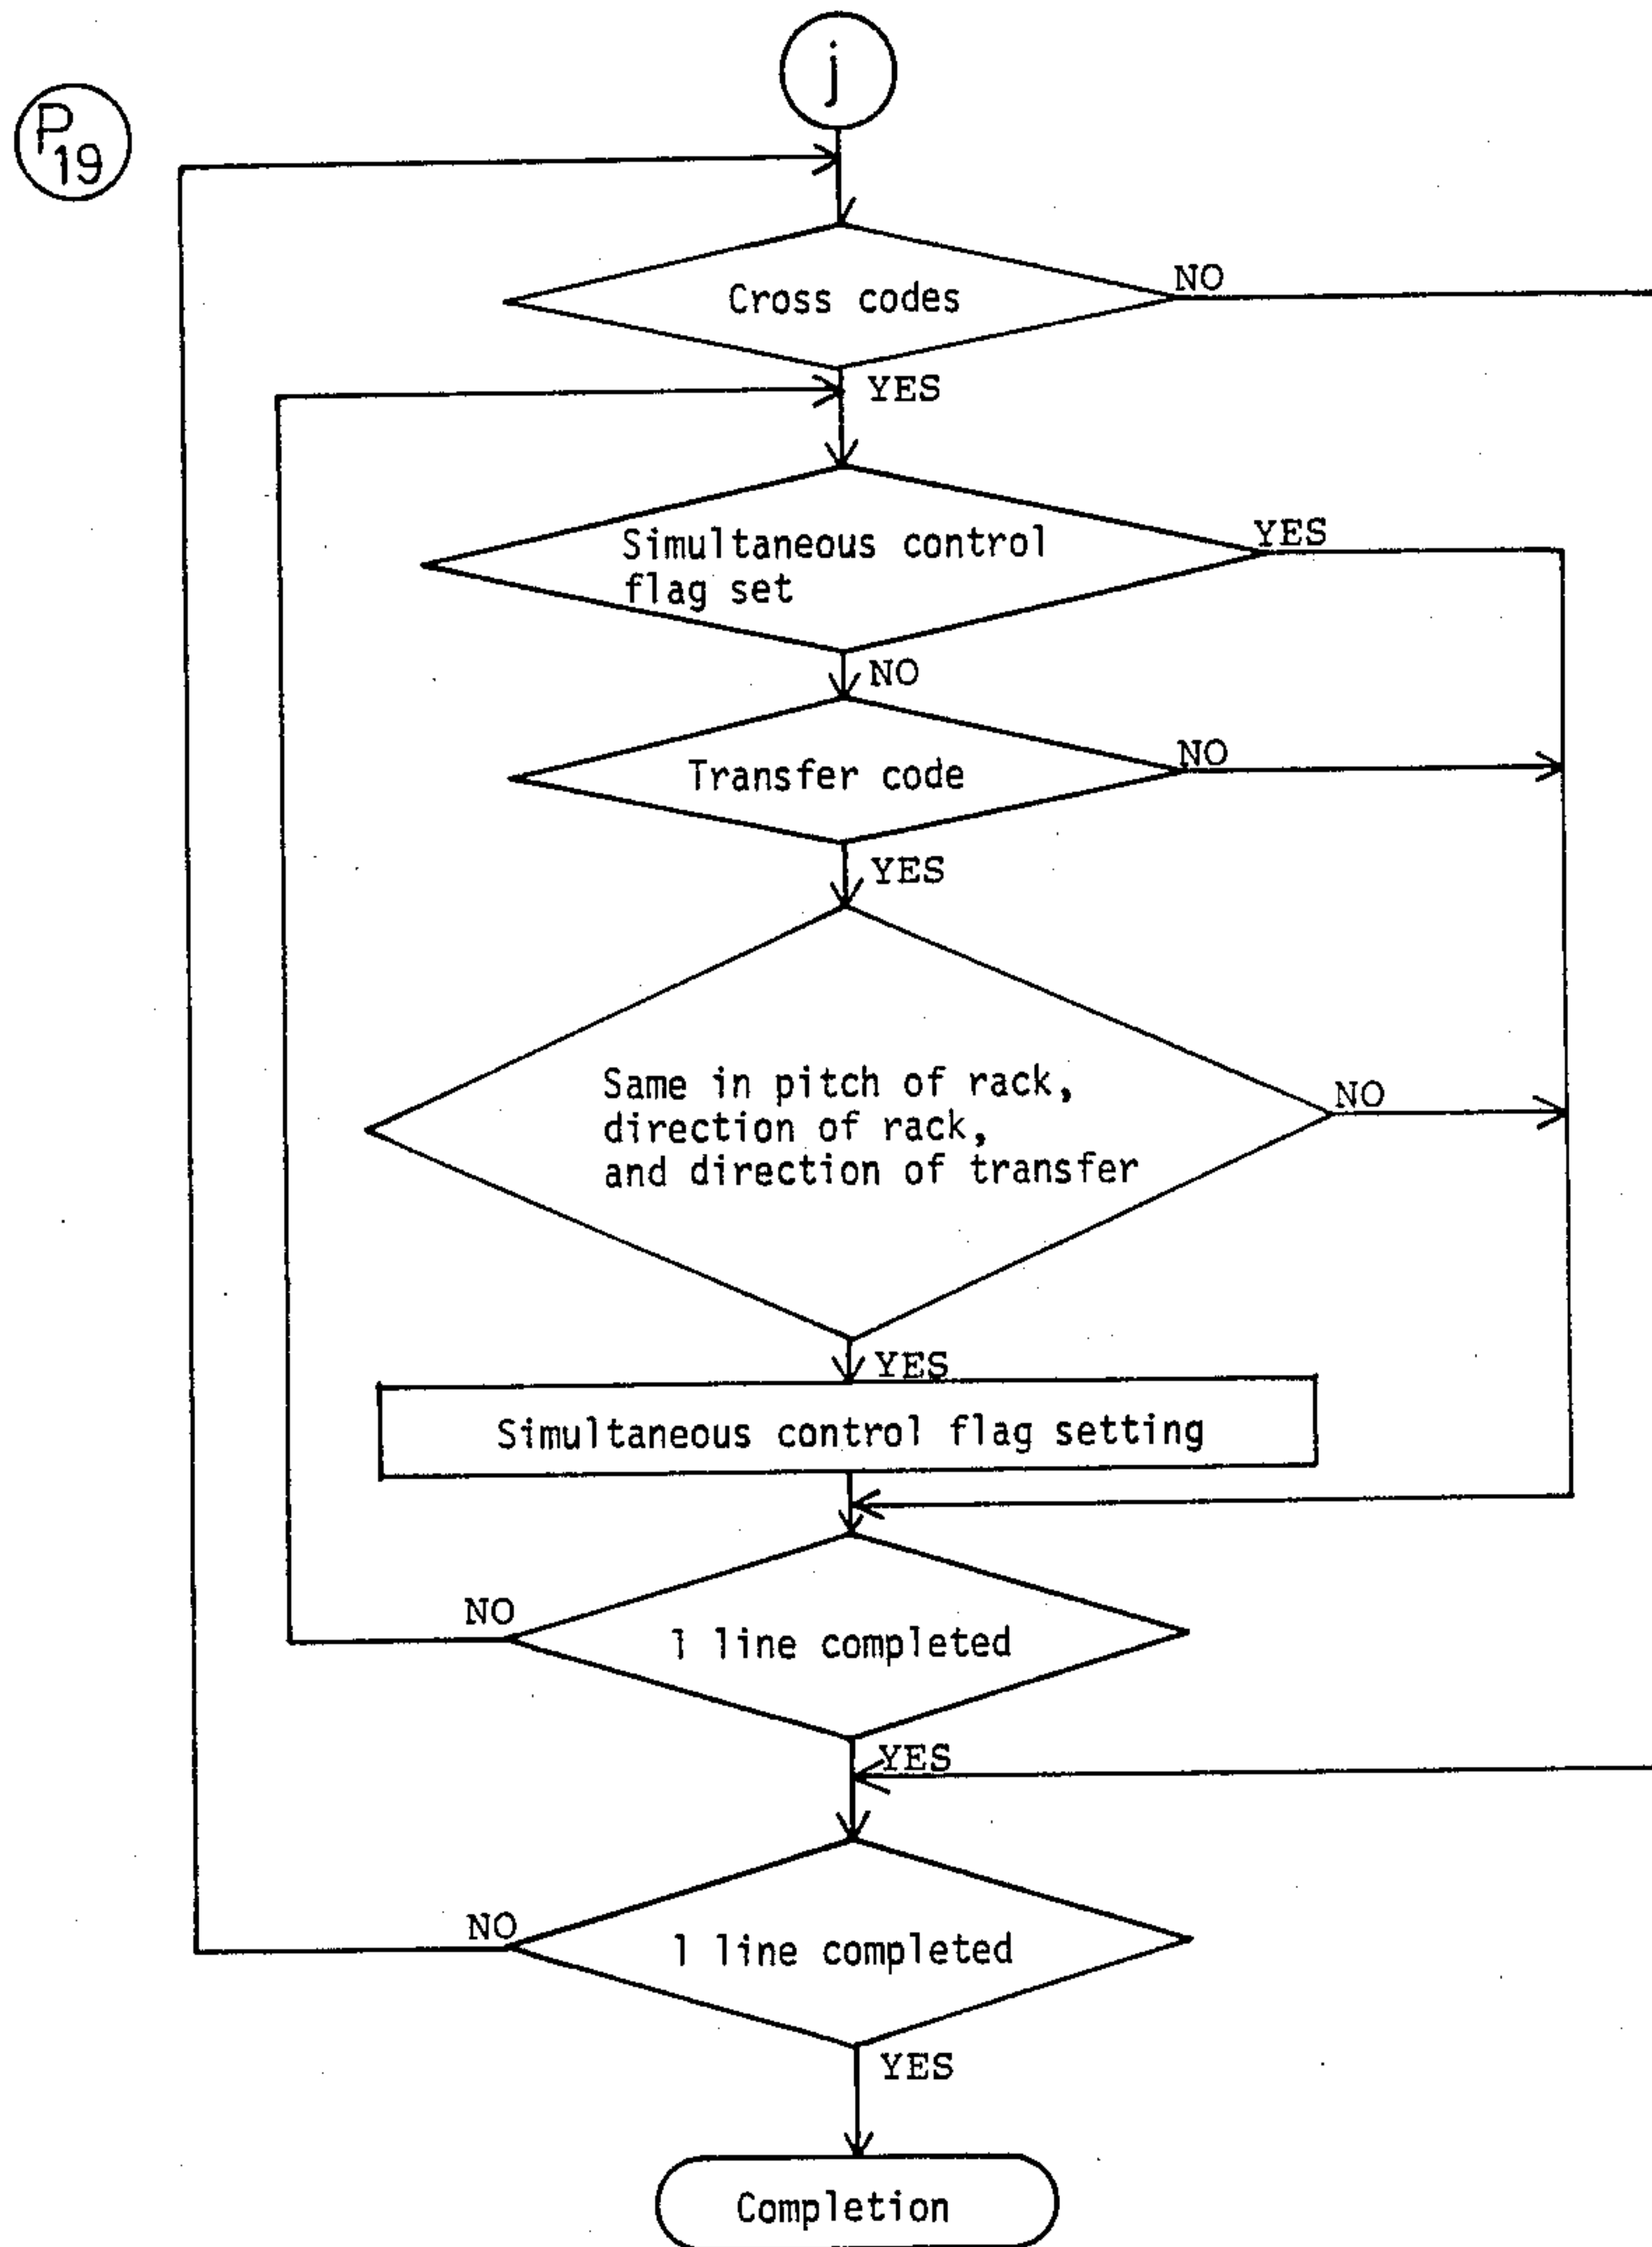 j
P19
Cross codes
NO
YES
Simultaneous control
flag set
YES
NO
Transfer code
NO
YES
Same in pitch of rack,
direction of rack,
and direction of transfer
NO
YES
Simultaneous control flag setting
NO
1 line completed
YES
NO
1 line completed
YES
Completion